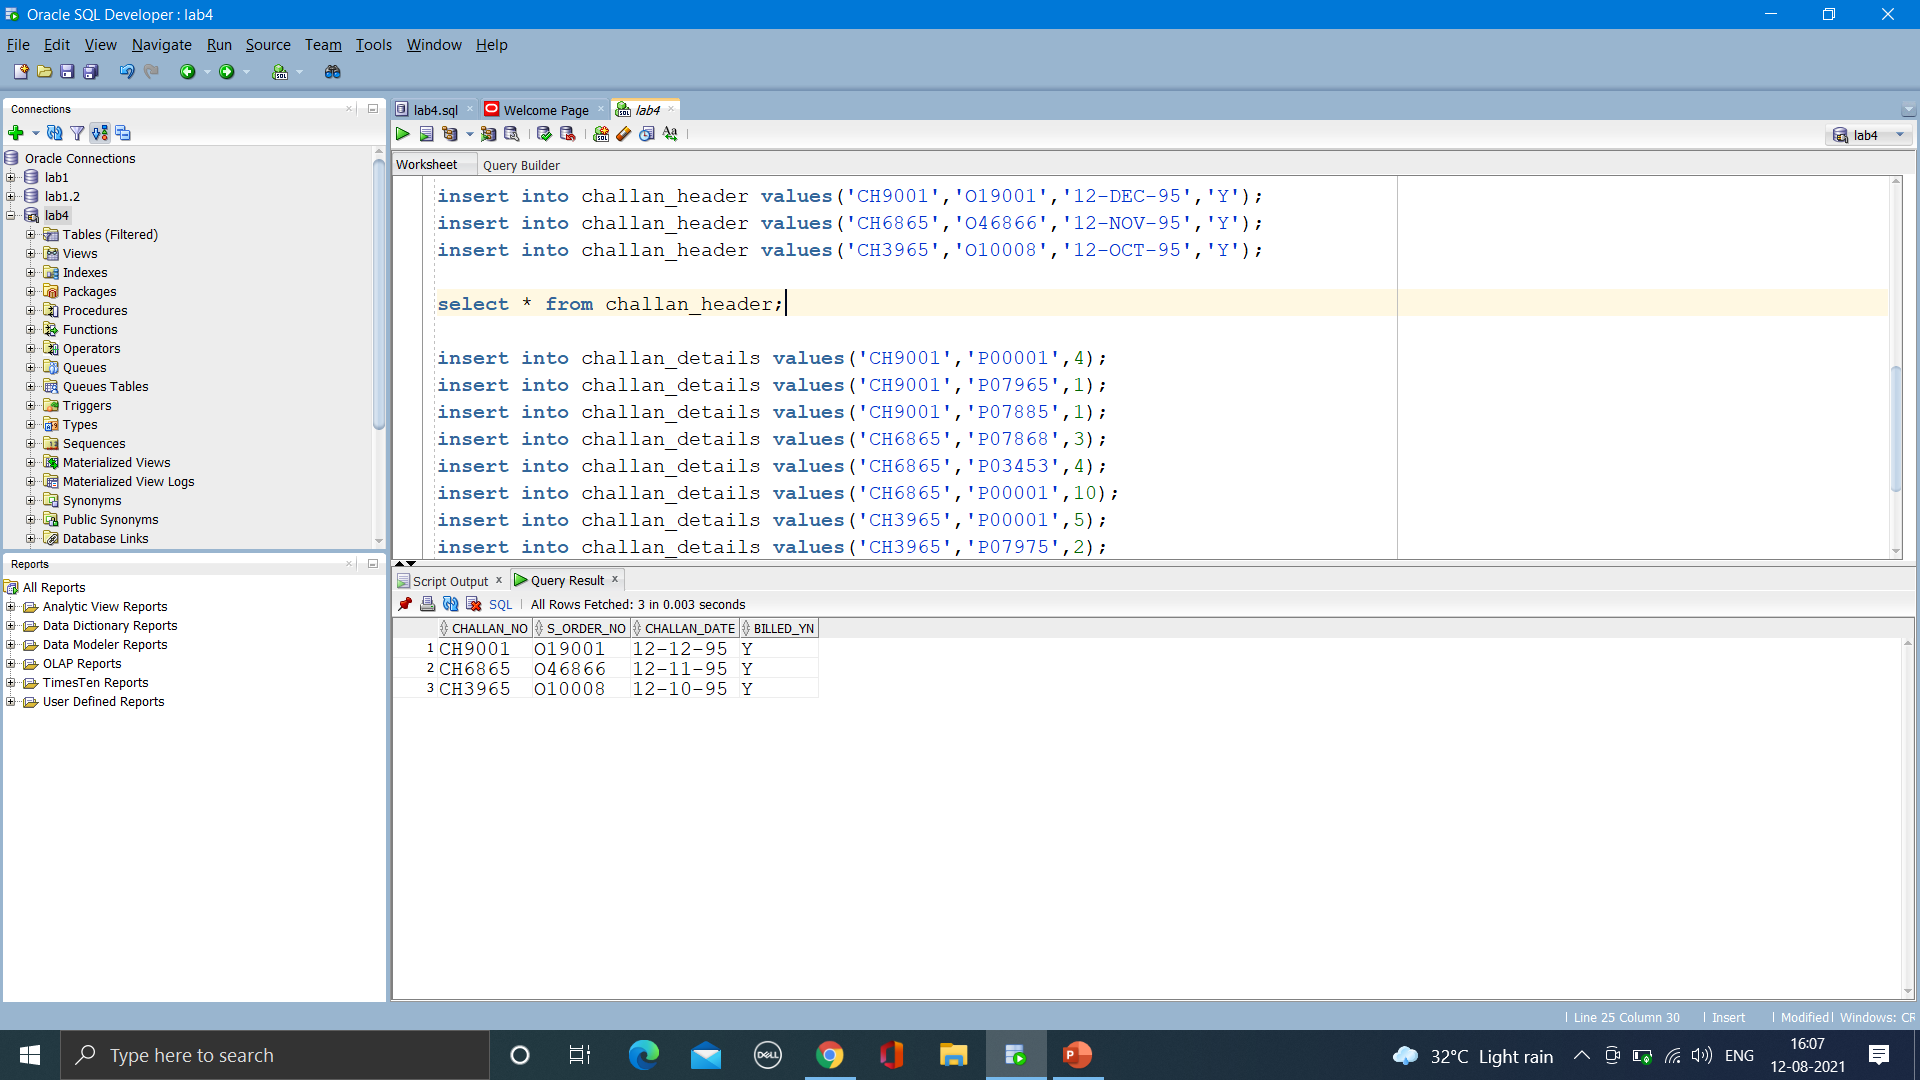 Oracle SQL Developer : lab4
File Edit View Navigate Run Source Team Tools Window Help
Connections
Oracle Connections
lab1
lab1.2
lab4
Tables (Filtered)
Views
Indexes
Packages
Procedures
Functions
Operators
Queues
Queues Tables
Triggers
Types
Sequences
Materialized Views
Materialized View Logs
Synonyms
Public Synonyms
Database Links
Reports
All Reports
Analytic View Reports
Data Dictionary Reports
Data Modeler Reports
OLAP Reports
TimesTen Reports
User Defined Reports
lab4.sql Welcome Page lab4
lab4
Worksheet Query Builder
insert into challan_header values('CH9001','O19001','12-DEC-95','Y');
insert into challan_header values('CH6865','O46866','12-NOV-95','Y');
insert into challan_header values('CH3965','O10008','12-OCT-95','Y');
select * from challan_header;
insert into challan_details values('CH9001','P00001',4);
insert into challan_details values('CH9001','P07965',1);
insert into challan_details values('CH9001','P07885',1);
insert into challan_details values('CH6865','P07868',3);
insert into challan_details values('CH6865','P03453',4);
insert into challan_details values('CH6865','P00001',10);
insert into challan_details values('CH3965','P00001',5);
insert into challan_details values('CH3965','P07975',2);
Script Output Query Result
SQL All Rows Fetched: 3 in 0.003 seconds
CHALLAN_NO S_ORDER_NO CHALLAN_DATE BILLED_YN
1 CH9001 O19001 12-12-95 Y
2 CH6865 O46866 12-11-95 Y
3 CH3965 O10008 12-10-95 Y
Line 25 Column 30 Insert Modified Windows: CR
Type here to search
DELL
32°C Light rain ENG
16:07
12-08-2021